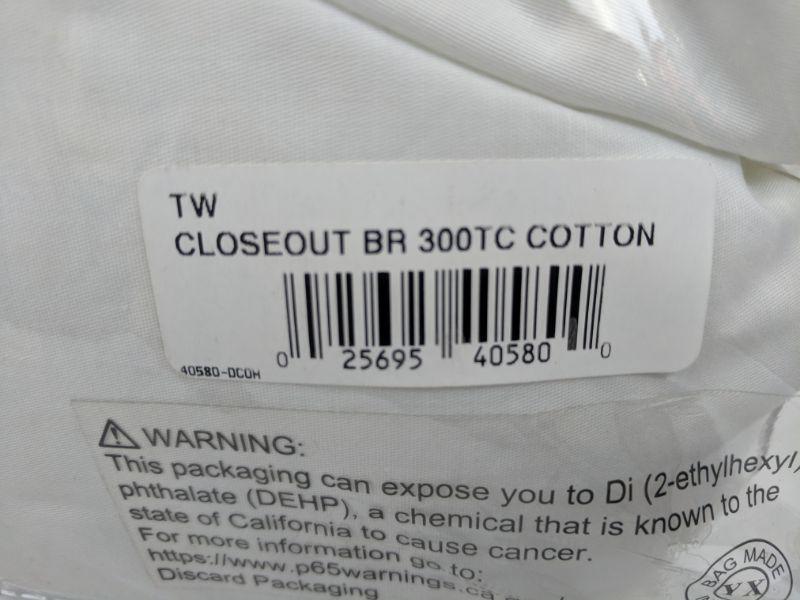 TW
CLOSEOUT BR 300TC COTTON
0 25695 40580 0
40580-DCOH
⚠ WARNING:
This packaging can expose you to Di (2-ethylhexyl)
phthalate (DEHP), a chemical that is known to the
state of California to cause cancer.
For more information go to:
https://www.p65warnings.ca
Discard Packaging
BAG MADE
YX